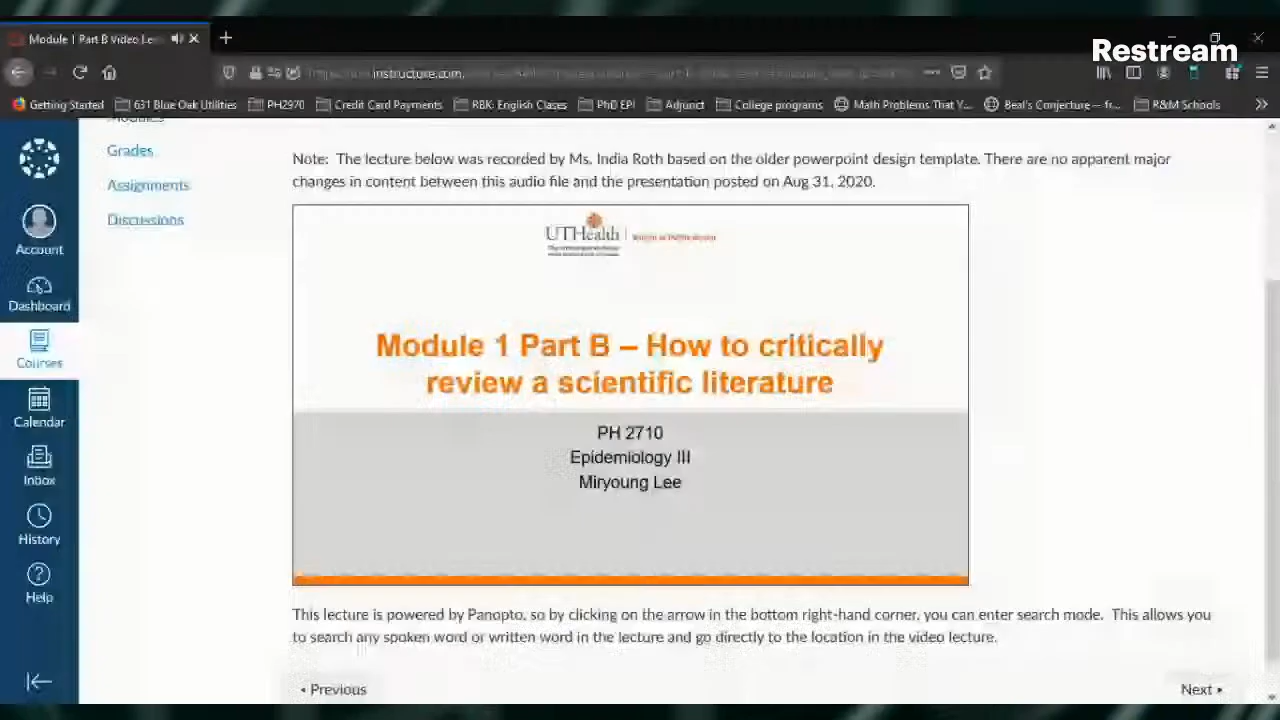 Module 1 Part B Video Le
Restream
instructure.com
Getting Started
631 Blue Oak Utilities
PH2970
Credit Card Payments
RBK: English Classes
PhD EPI
Adjunct
College programs
Math Problems That Y...
Beal's Conjecture — fr...
R&M Schools
Modules
Grades
Assignments
Discussions
Account
Dashboard
Courses
Calendar
Inbox
History
Help
Note: The lecture below was recorded by Ms. India Roth based on the older powerpoint design template. There are no apparent major
changes in content between this audio file and the presentation posted on Aug 31, 2020.
UTHealth
Module 1 Part B – How to critically
review a scientific literature
PH 2710
Epidemiology III
Miryoung Lee
This lecture is powered by Panopto, so by clicking on the arrow in the bottom right-hand corner, you can enter search mode. This allows you
to search any spoken word or written word in the lecture and go directly to the location in the video lecture.
◂ Previous
Next ▸